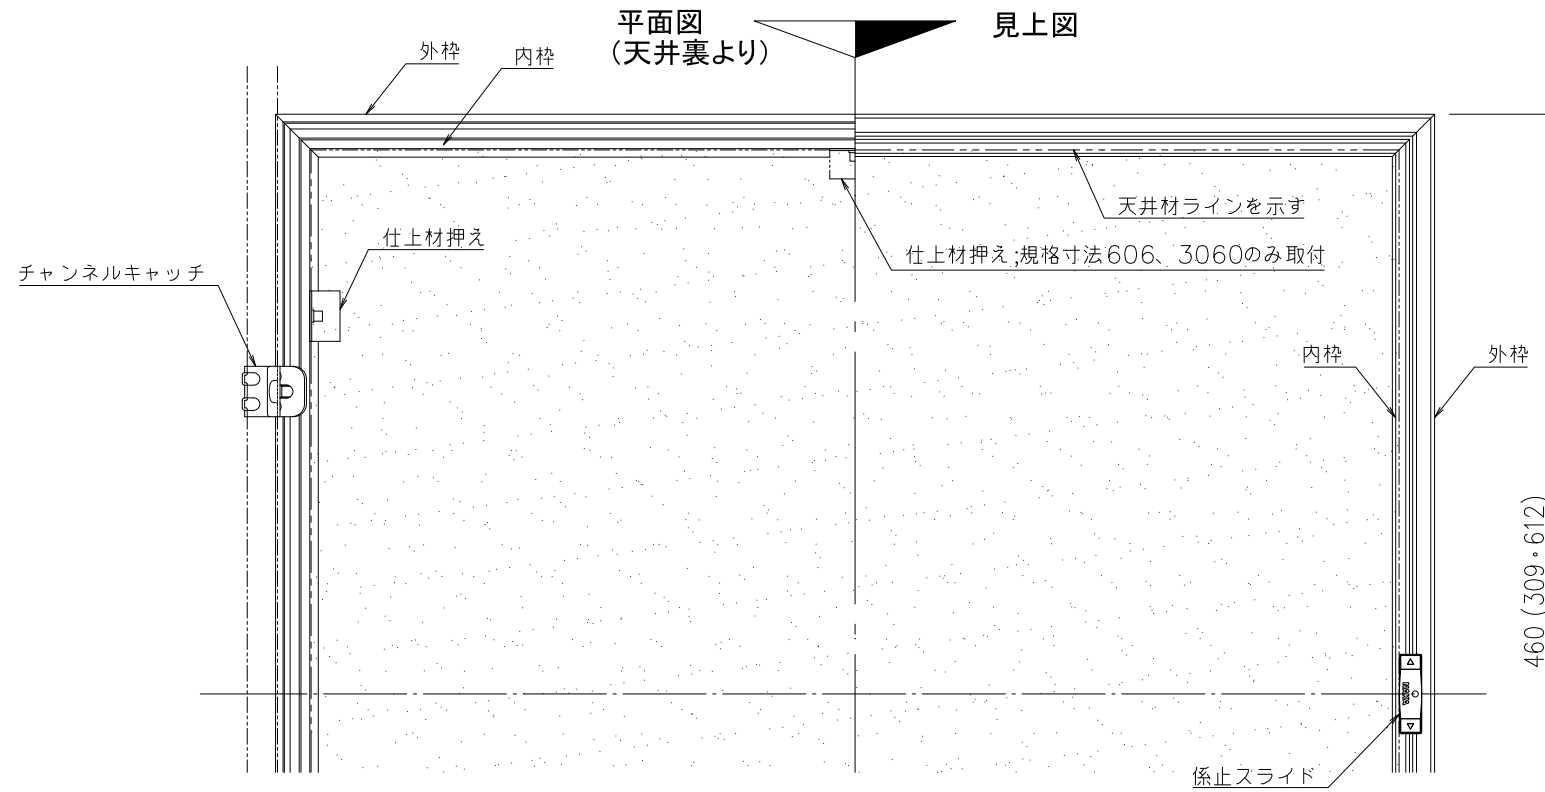 平面図
(天井裏より)
見上図
外枠
内枠
天井材ラインを示す
仕上材押え
仕上材押え;規格寸法606、3060のみ取付
チャンネルキャッチ
内枠
外枠
460(309・612)
係止スライド